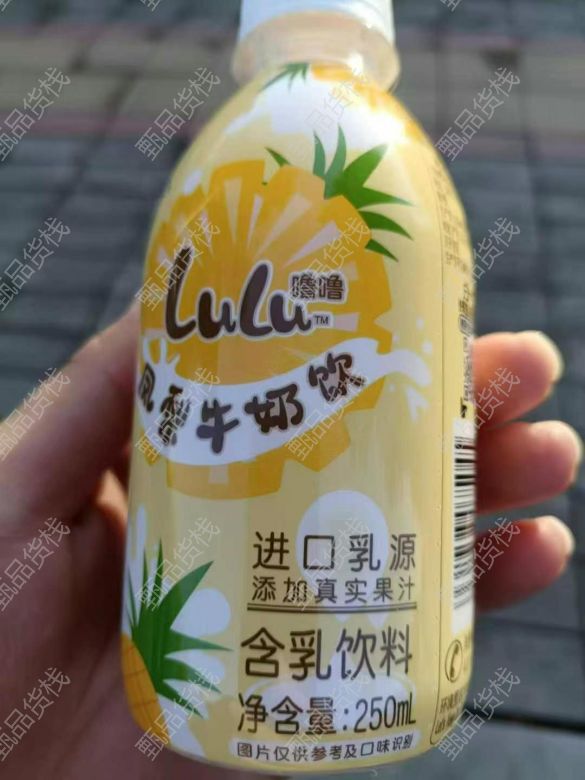 LuLu 噜噜
TM
凤梨牛奶饮
进口乳源
添加真实果汁
含乳饮料
净含量:250mL
图片仅供参考及口味识别
甄品货栈